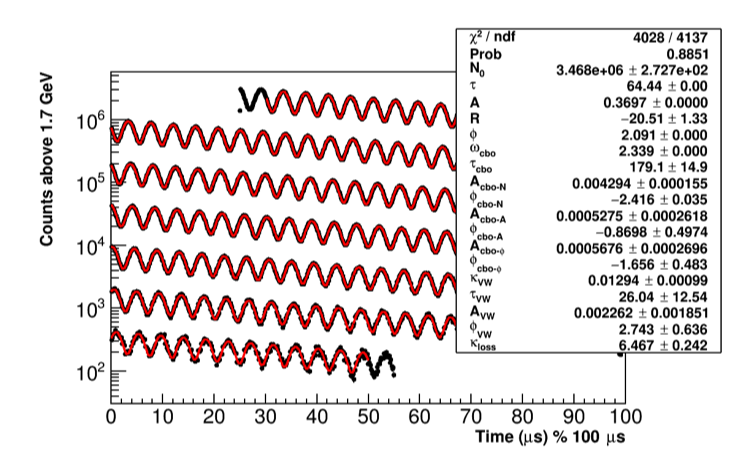 χ² / ndf 4028 / 4137
Prob 0.8851
N₀ 3.468e+06 ± 2.727e+02
τ 64.44 ± 0.00
A 0.3697 ± 0.0000
R −20.51 ± 1.33
ϕ 2.091 ± 0.000
ω_cbo 2.339 ± 0.000
τ_cbo 179.1 ± 14.9
A_cbo-N 0.004294 ± 0.000155
ϕ_cbo-N −2.416 ± 0.035
A_cbo-A 0.0005275 ± 0.0002618
ϕ_cbo-A −0.8698 ± 0.4974
A_cbo-ϕ 0.0005676 ± 0.0002696
ϕ_cbo-ϕ −1.656 ± 0.483
κ_VW 0.01294 ± 0.00099
τ_VW 26.04 ± 12.54
A_VW 0.002262 ± 0.001851
ϕ_VW 2.743 ± 0.636
κ_loss 6.467 ± 0.242
Counts above 1.7 GeV
10⁶
10⁵
10⁴
10³
10²
0 10 20 30 40 50 60 70 80 90 100
Time (μs) % 100 μs